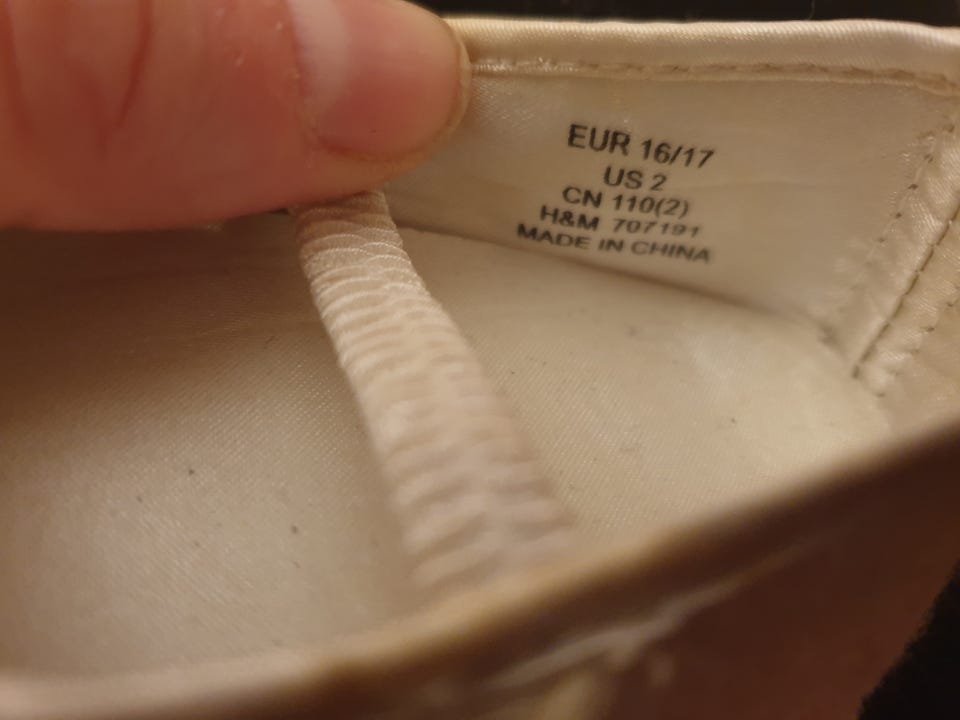 EUR 16/17
US 2
CN 110(2)
H&M 707191
MADE IN CHINA